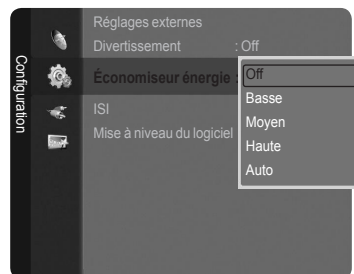 Configuration
Réglages externes
Divertissement : Off
Économiseur énergie : Off
Basse
ISI
Moyen
Mise à niveau du logiciel
Haute
Auto